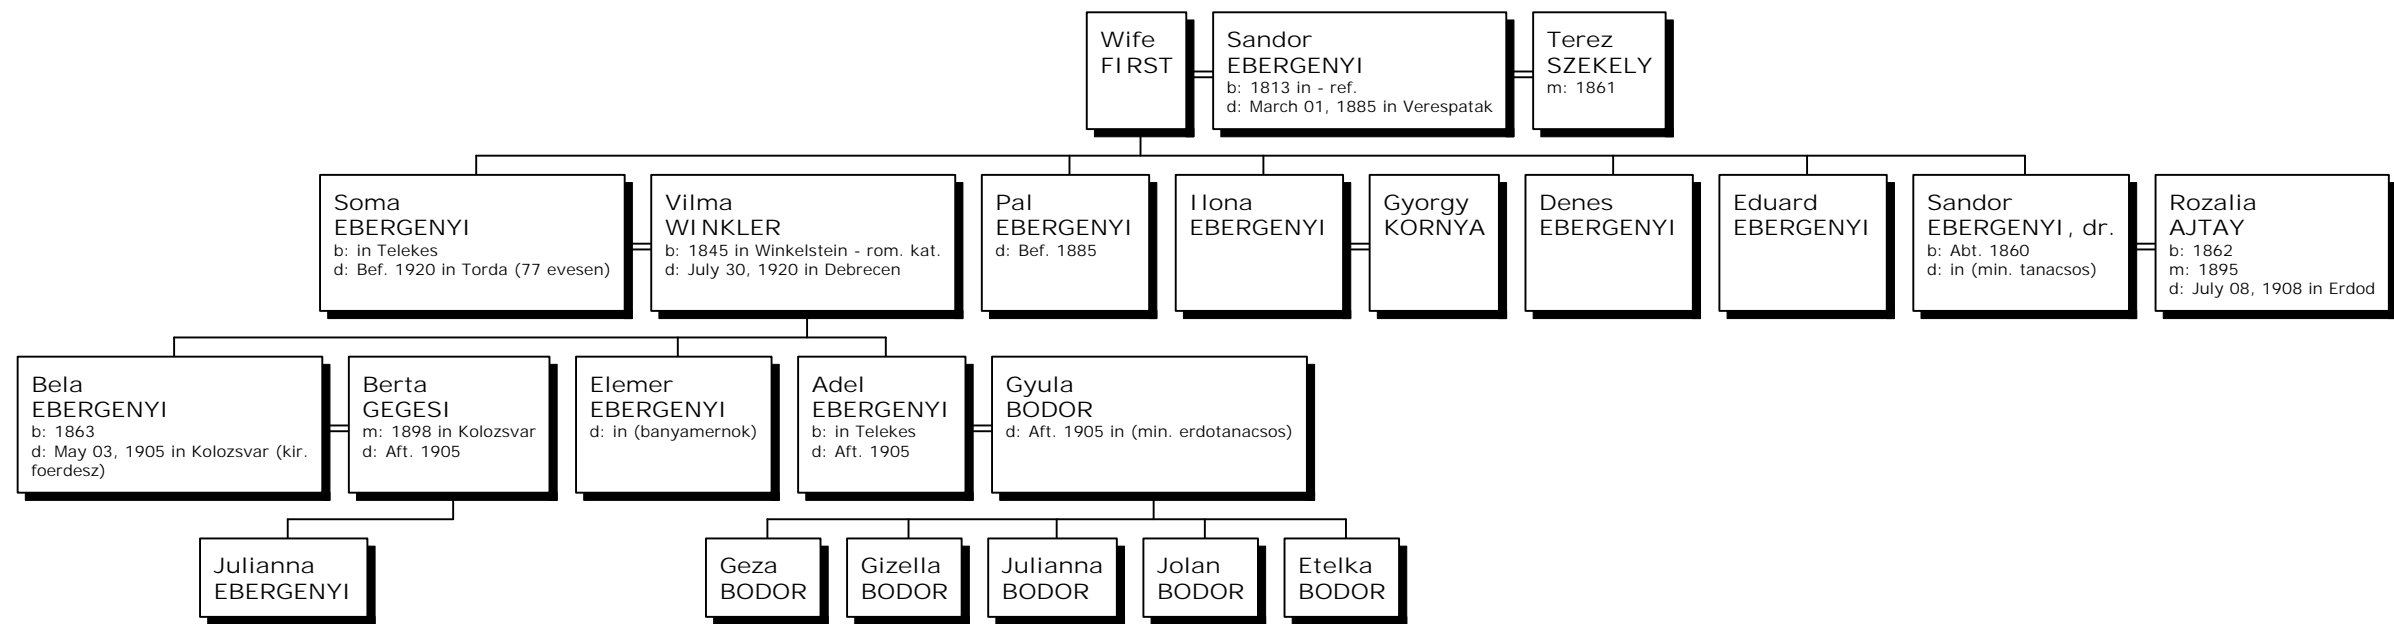 Wife
FIRST
Sandor
EBERGENYI
b: 1813 in - ref.
d: March 01, 1885 in Verespatak
Terez
SZEKELY
m: 1861
Soma
EBERGENYI
b: in Telekes
d: Bef. 1920 in Torda (77 evesen)
Vilma
WINKLER
b: 1845 in Winkelstein - rom. kat.
d: July 30, 1920 in Debrecen
Pal
EBERGENYI
d: Bef. 1885
Ilona
EBERGENYI
Gyorgy
KORNYA
Denes
EBERGENYI
Eduard
EBERGENYI
Sandor
EBERGENYI, dr.
b: Abt. 1860
d: in (min. tanacsos)
Rozalia
AJTAY
b: 1862
m: 1895
d: July 08, 1908 in Erdod
Bela
EBERGENYI
b: 1863
d: May 03, 1905 in Kolozsvar (kir.
foerdesz)
Berta
GEGESI
m: 1898 in Kolozsvar
d: Aft. 1905
Elemer
EBERGENYI
d: in (banyamernok)
Adel
EBERGENYI
b: in Telekes
d: Aft. 1905
Gyula
BODOR
d: Aft. 1905 in (min. erdotanacsos)
Julianna
EBERGENYI
Geza
BODOR
Gizella
BODOR
Julianna
BODOR
Jolan
BODOR
Etelka
BODOR